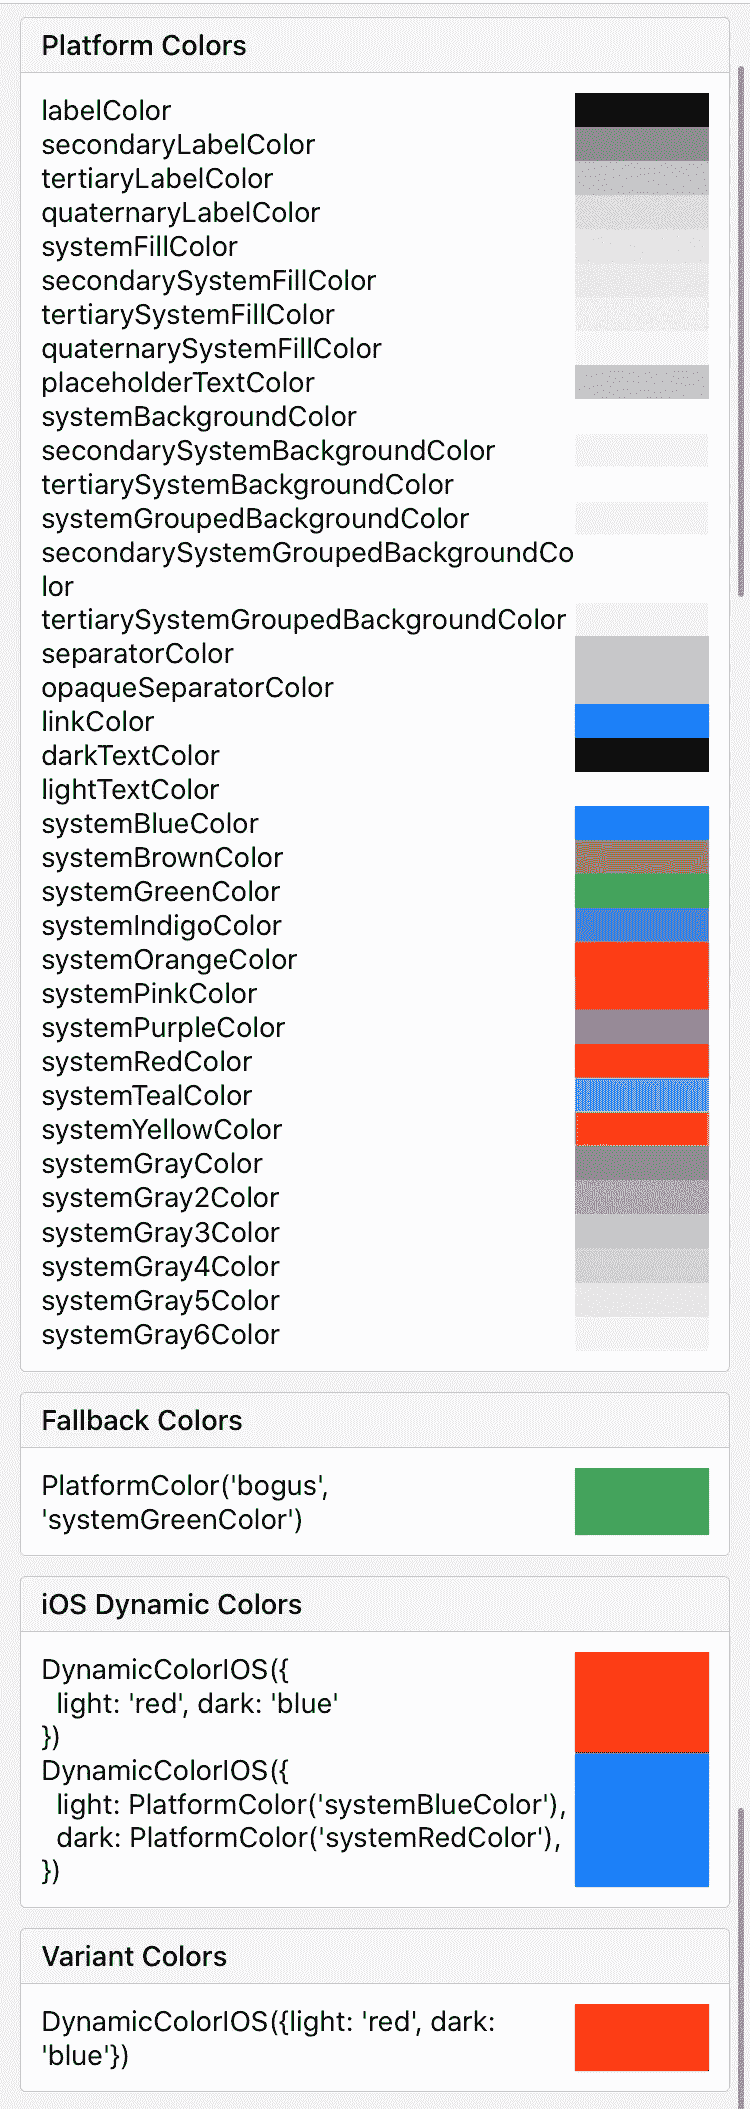 Platform Colors
labelColor
secondaryLabelColor
tertiaryLabelColor
quaternaryLabelColor
systemFillColor
secondarySystemFillColor
tertiarySystemFillColor
quaternarySystemFillColor
placeholderTextColor
systemBackgroundColor
secondarySystemBackgroundColor
tertiarySystemBackgroundColor
systemGroupedBackgroundColor
secondarySystemGroupedBackgroundCo
lor
tertiarySystemGroupedBackgroundColor
separatorColor
opaqueSeparatorColor
linkColor
darkTextColor
lightTextColor
systemBlueColor
systemBrownColor
systemGreenColor
systemIndigoColor
systemOrangeColor
systemPinkColor
systemPurpleColor
systemRedColor
systemTealColor
systemYellowColor
systemGrayColor
systemGray2Color
systemGray3Color
systemGray4Color
systemGray5Color
systemGray6Color
Fallback Colors
PlatformColor('bogus',
'systemGreenColor')
iOS Dynamic Colors
DynamicColorIOS({
  light: 'red', dark: 'blue'
})
DynamicColorIOS({
  light: PlatformColor('systemBlueColor'),
  dark: PlatformColor('systemRedColor'),
})
Variant Colors
DynamicColorIOS({light: 'red', dark:
'blue'})